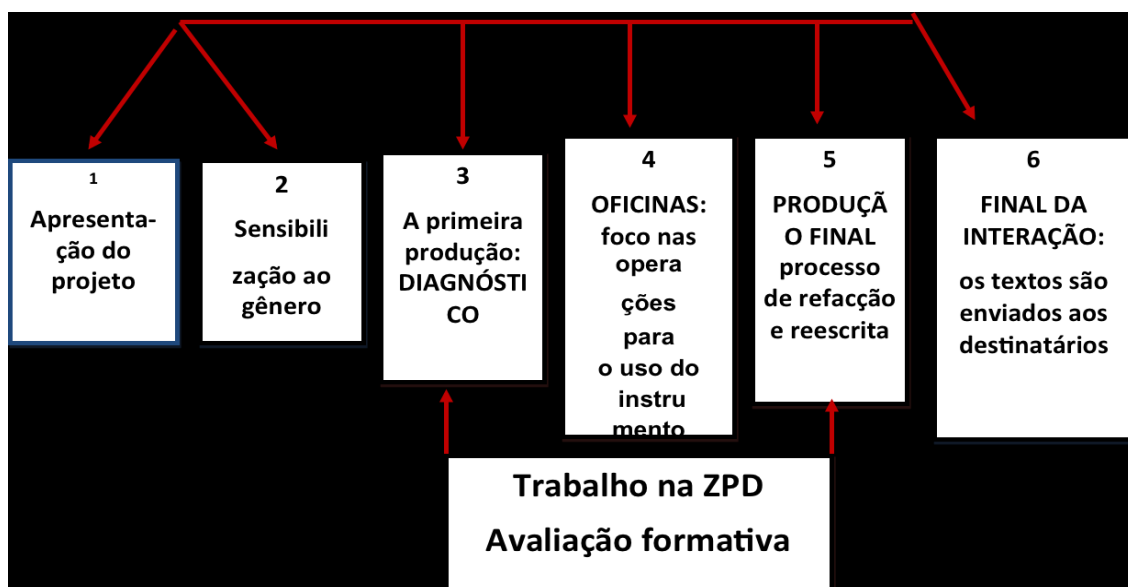 1
Apresenta-
ção do
projeto
2
Sensibili
zação ao
gênero
3
A primeira
produção:
DIAGNÓSTI
CO
4
OFICINAS:
foco nas
opera
ções
para
o uso do
instru
mento
5
PRODUÇÃ
O FINAL
processo
de refacção
e reescrita
6
FINAL DA
INTERAÇÃO:
os textos são
enviados aos
destinatários
Trabalho na ZPD
Avaliação formativa